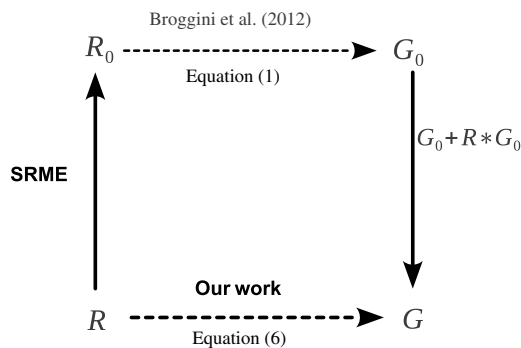 Broggini et al. (2012)
R₀
G₀
Equation (1)
G₀+R∗G₀
SRME
Our work
R
G
Equation (6)